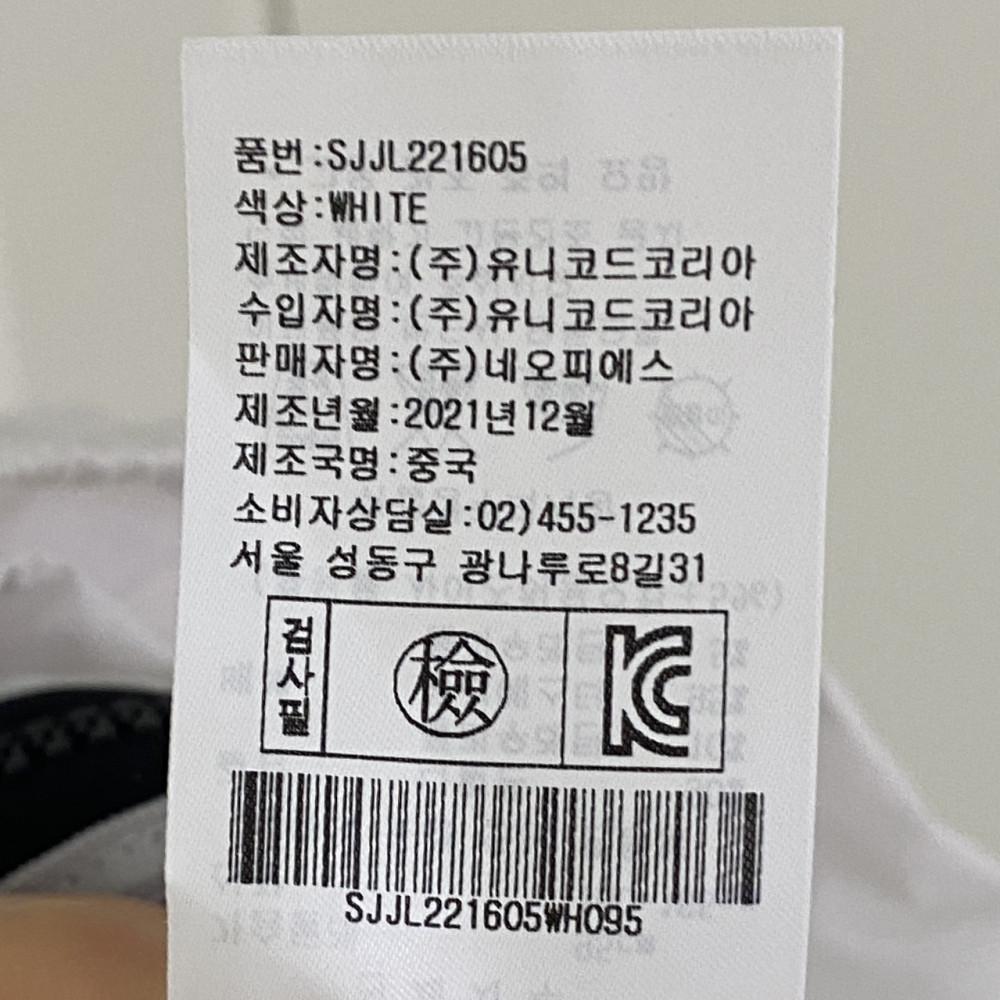 품번:SJJL221605
색상:WHITE
제조자명:(주)유니코드코리아
수입자명:(주)유니코드코리아
판매자명:(주)네오피에스
제조년월:2021년12월
제조국명:중국
소비자상담실:02)455-1235
서울 성동구 광나루로8길31
검사필
檢
KC
SJJL221605WH095